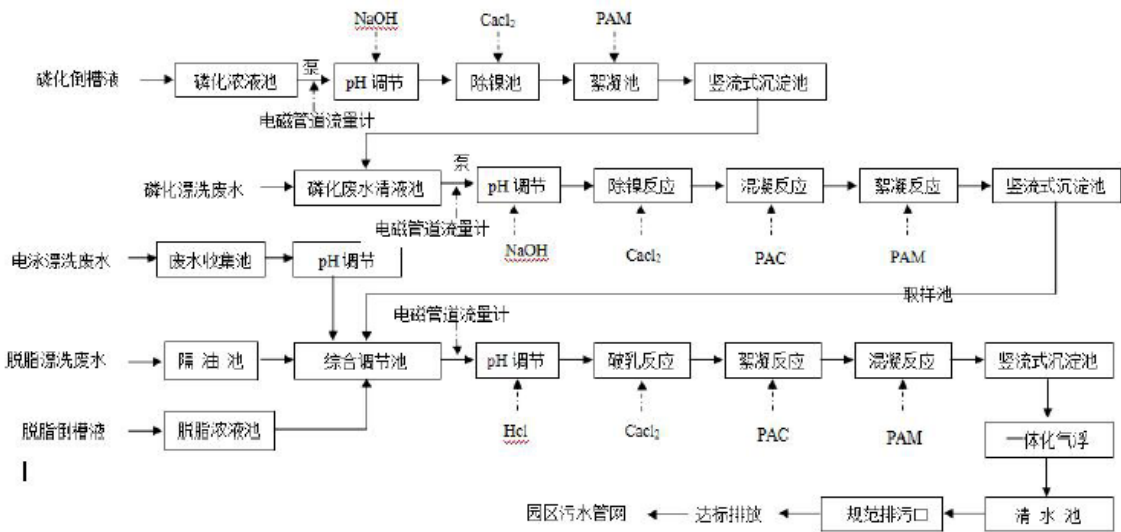 NaOH Cacl₂ PAM
磷化倒槽液 磷化浓液池 泵 pH 调节 除镍池 絮凝池 竖流式沉淀池
电磁管道流量计
泵
磷化漂洗废水 磷化废水清液池 pH 调节 除镍反应 混凝反应 絮凝反应 竖流式沉淀池
电磁管道流量计
NaOH Cacl₂ PAC PAM
电泳漂洗废水 废水收集池 pH 调节
取样池
电磁管道流量计
脱脂漂洗废水 隔 油 池 综合调节池 pH 调节 破乳反应 絮凝反应 混凝反应 竖流式沉淀池
脱脂倒槽液 脱脂浓液池 Hcl Cacl₂ PAC PAM
一体化气浮
园区污水管网 达标排放 规范排污口 清 水 池